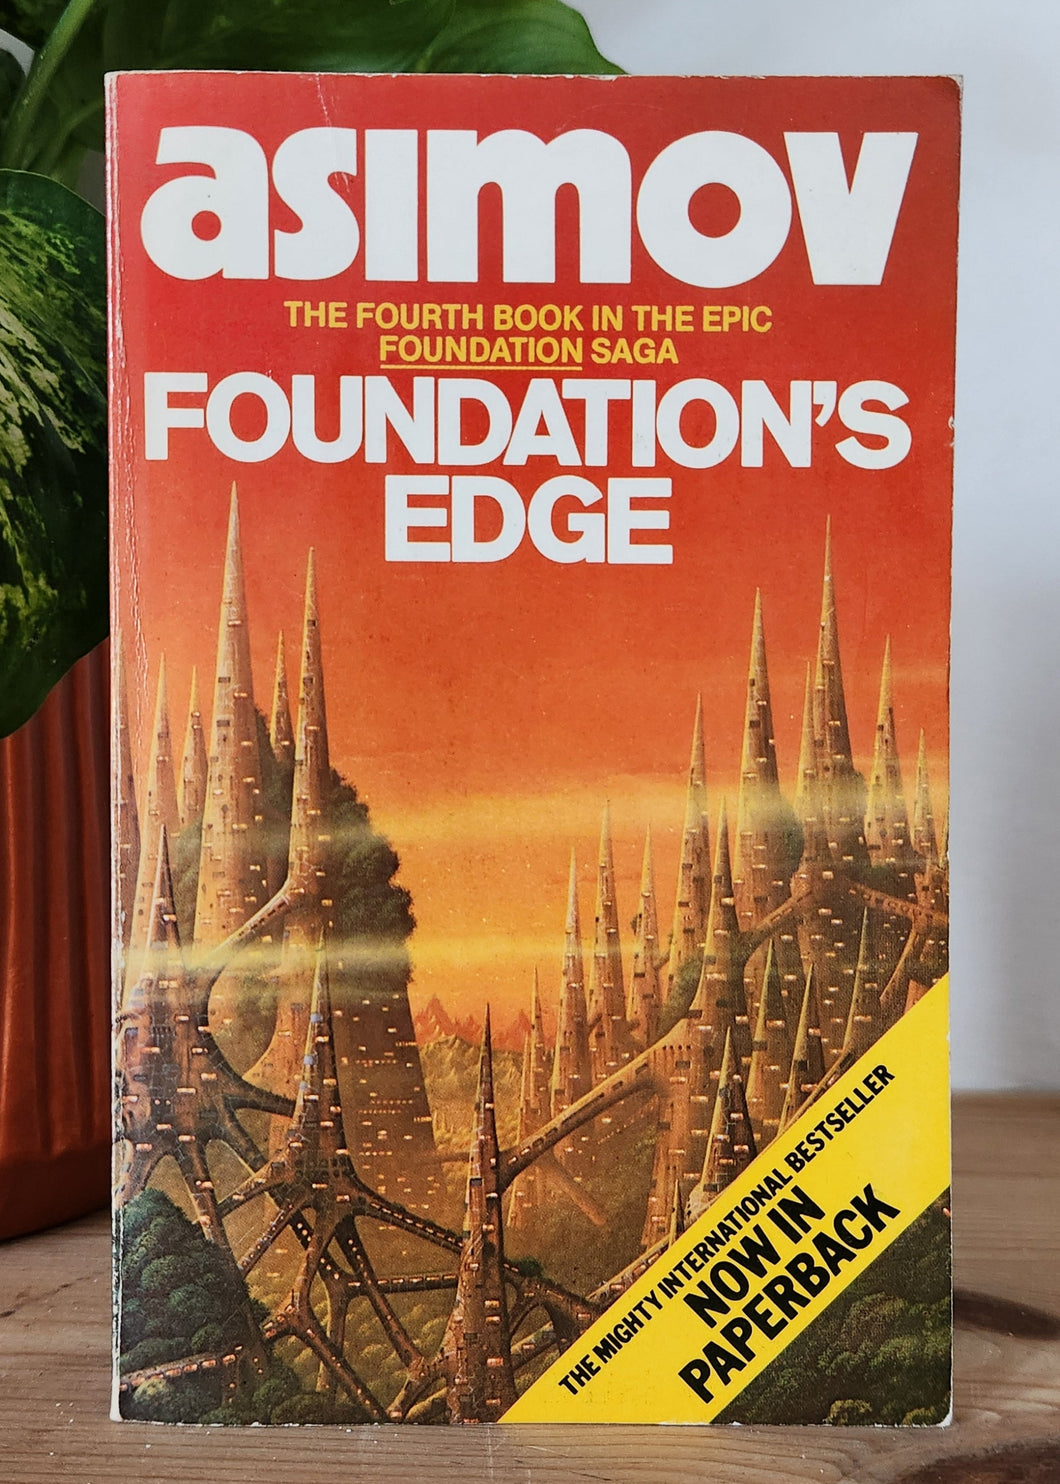 asimov
THE FOURTH BOOK IN THE EPIC
FOUNDATION SAGA
FOUNDATION'S
EDGE
THE MIGHTY INTERNATIONAL BESTSELLER
NOW IN
PAPERBACK